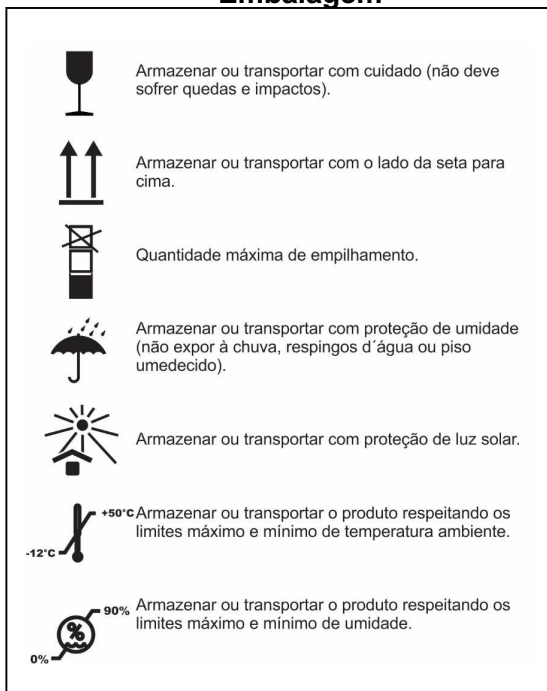 Embalagem
Armazenar ou transportar com cuidado (não deve
sofrer quedas e impactos).
Armazenar ou transportar com o lado da seta para
cima.
Quantidade máxima de empilhamento.
Armazenar ou transportar com proteção de umidade
(não expor à chuva, respingos d´água ou piso
umedecido).
Armazenar ou transportar com proteção de luz solar.
+50°C
Armazenar ou transportar o produto respeitando os
limites máximo e mínimo de temperatura ambiente.
-12°C
90%
Armazenar ou transportar o produto respeitando os
limites máximo e mínimo de umidade.
%
0%